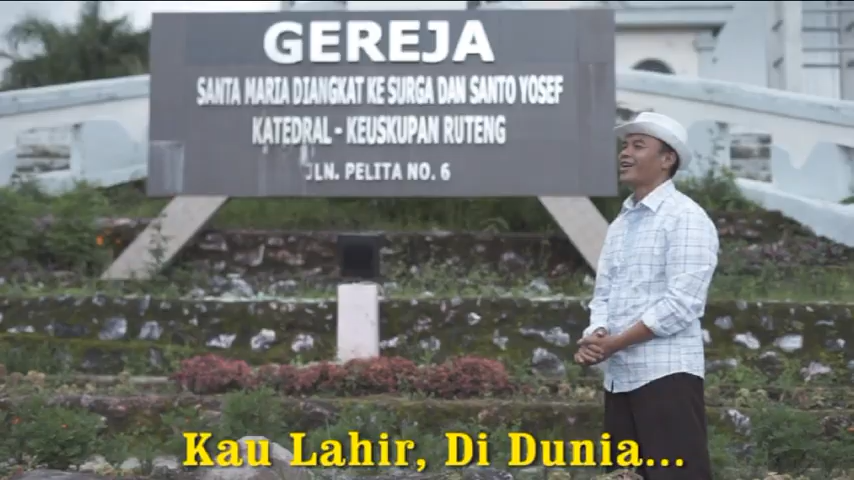 GEREJA
SANTA MARIA DIANGKAT KE SURGA DAN SANTO YOSEF
KATEDRAL - KEUSKUPAN RUTENG
JLN. PELITA NO. 6
Kau Lahir, Di Dunia...